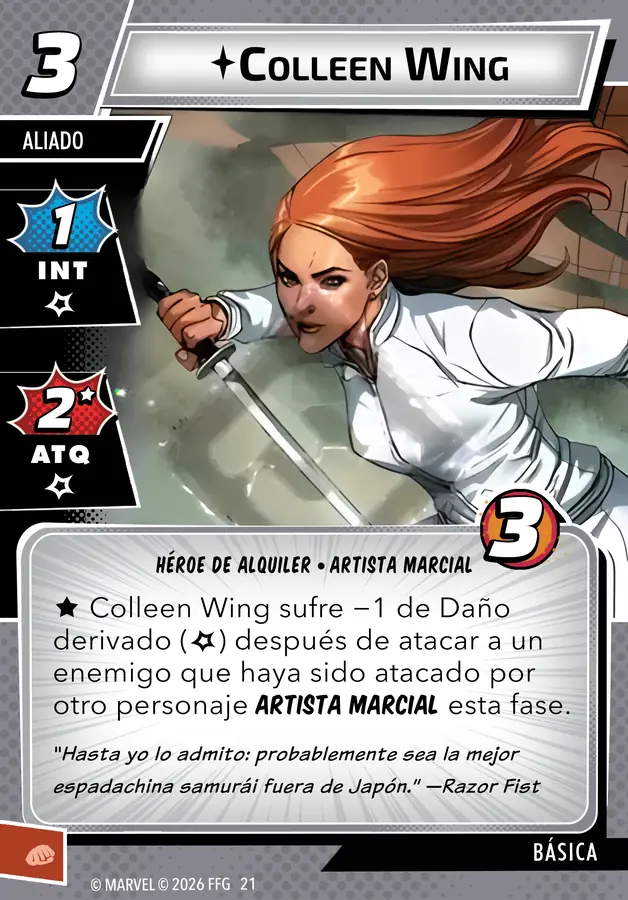 3
Colleen Wing
ALIADO
1
INT
2
ATQ
3
HÉROE DE ALQUILER • ARTISTA MARCIAL
★ Colleen Wing sufre −1 de Daño
derivado () después de atacar a un
enemigo que haya sido atacado por
otro personaje ARTISTA MARCIAL esta fase.
"Hasta yo lo admito: probablemente sea la mejor
espadachina samurái fuera de Japón." —Razor Fist
BÁSICA
© MARVEL © 2026 FFG 21